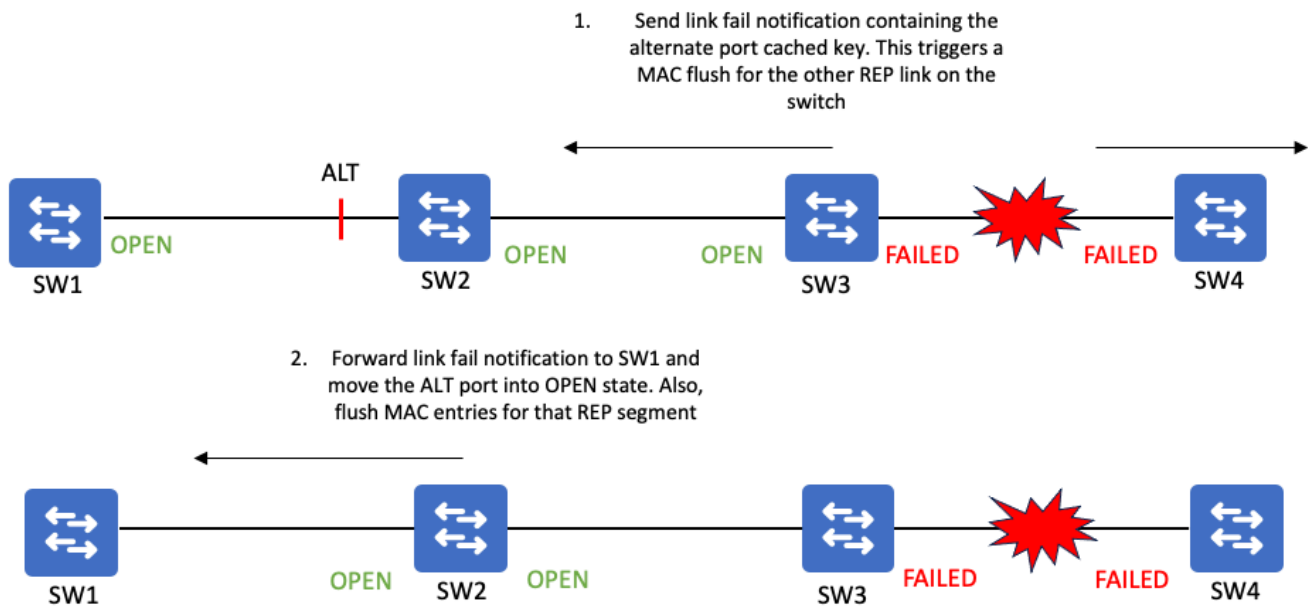 1. Send link fail notification containing the
alternate port cached key. This triggers a
MAC flush for the other REP link on the
switch
ALT
OPEN
OPEN
OPEN
FAILED
FAILED
SW1
SW2
SW3
SW4
2. Forward link fail notification to SW1 and
move the ALT port into OPEN state. Also,
flush MAC entries for that REP segment
OPEN
OPEN
FAILED
FAILED
SW1
SW2
SW3
SW4